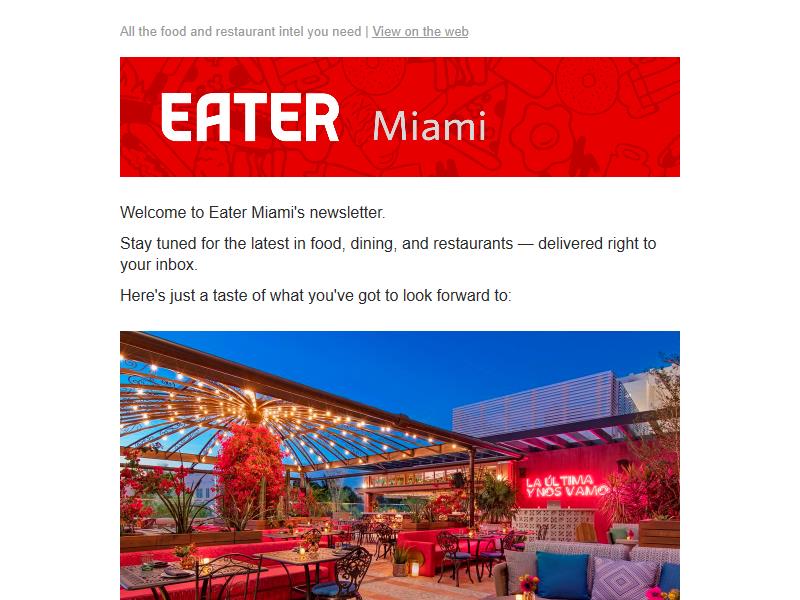 All the food and restaurant intel you need | View on the web
EATER Miami
Welcome to Eater Miami's newsletter.
Stay tuned for the latest in food, dining, and restaurants — delivered right to
your inbox.
Here's just a taste of what you've got to look forward to:
LA ÚLTIMA
Y NOS VAMO